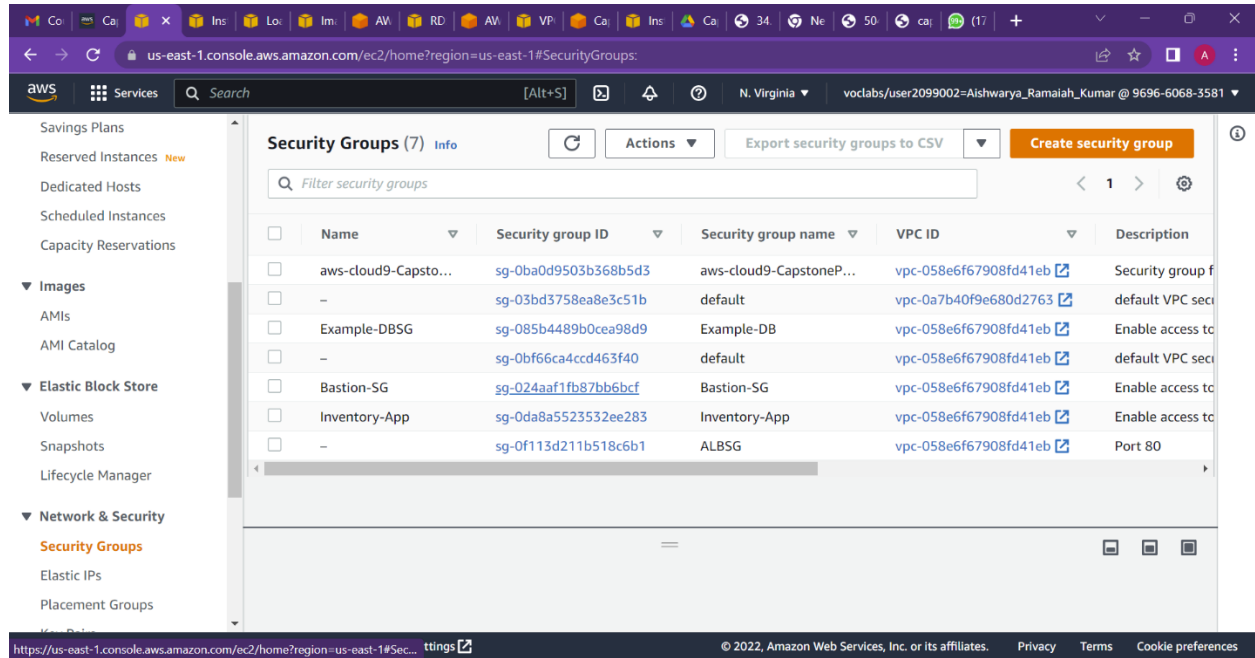 Co Ca Ins Loc Ima AW RD AW VP Ca Ins Ca 34. Ne 50 cap (17
us-east-1.console.aws.amazon.com/ec2/home?region=us-east-1#SecurityGroups: A
aws Services Search [Alt+S] N. Virginia ▼ voclabs/user2099002=Aishwarya_Ramaiah_Kumar @ 9696-6068-3581 ▼
Savings Plans
Reserved Instances New
Dedicated Hosts
Scheduled Instances
Capacity Reservations
Images
AMIs
AMI Catalog
Elastic Block Store
Volumes
Snapshots
Lifecycle Manager
Network & Security
Security Groups
Elastic IPs
Placement Groups
Security Groups (7) Info Actions Export security groups to CSV Create security group
Filter security groups 1
Name Security group ID Security group name VPC ID Description
aws-cloud9-Capsto... sg-0ba0d9503b368b5d3 aws-cloud9-CapstoneP... vpc-058e6f67908fd41eb Security group f
– sg-03bd3758ea8e3c51b default vpc-0a7b40f9e680d2763 default VPC secu
Example-DBSG sg-085b4489b0cea98d9 Example-DB vpc-058e6f67908fd41eb Enable access to
– sg-0bf66ca4ccd463f40 default vpc-058e6f67908fd41eb default VPC secu
Bastion-SG sg-024aaf1fb87bb6bcf Bastion-SG vpc-058e6f67908fd41eb Enable access to
Inventory-App sg-0da8a5523532ee283 Inventory-App vpc-058e6f67908fd41eb Enable access to
– sg-0f113d211b518c6b1 ALBSG vpc-058e6f67908fd41eb Port 80
https://us-east-1.console.aws.amazon.com/ec2/home?region=us-east-1#Sec... ttings © 2022, Amazon Web Services, Inc. or its affiliates. Privacy Terms Cookie preferences